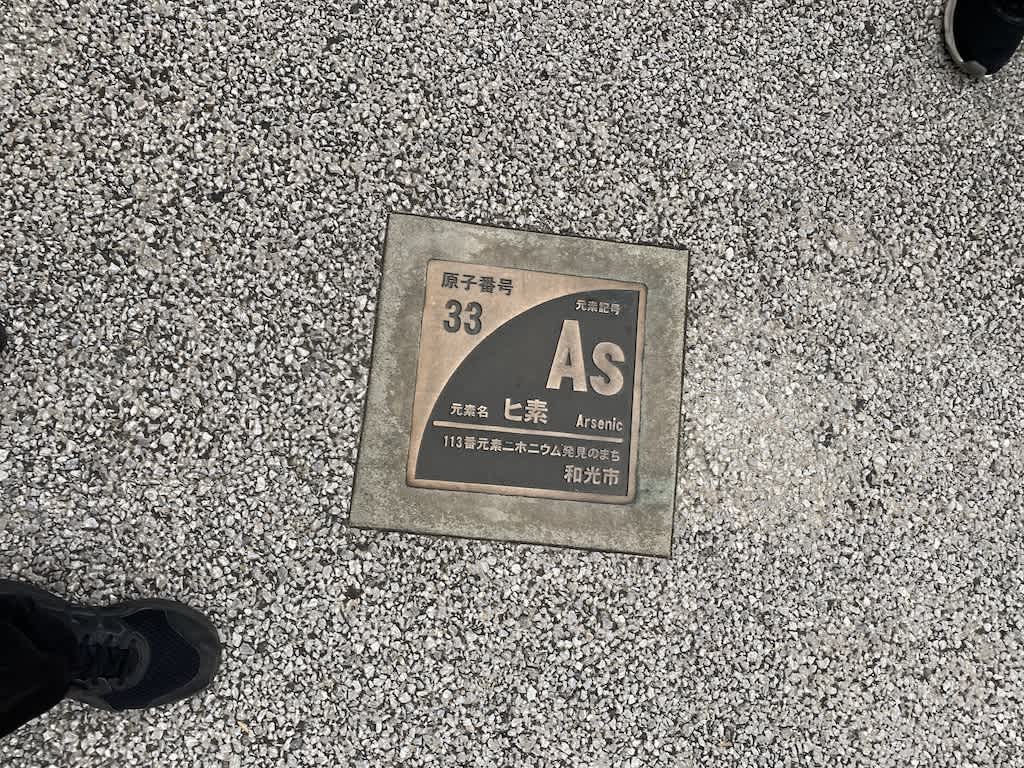 原子番号
33
元素記号
As
元素名 ヒ素 Arsenic
113番元素ニホニウム発見のまち
和光市